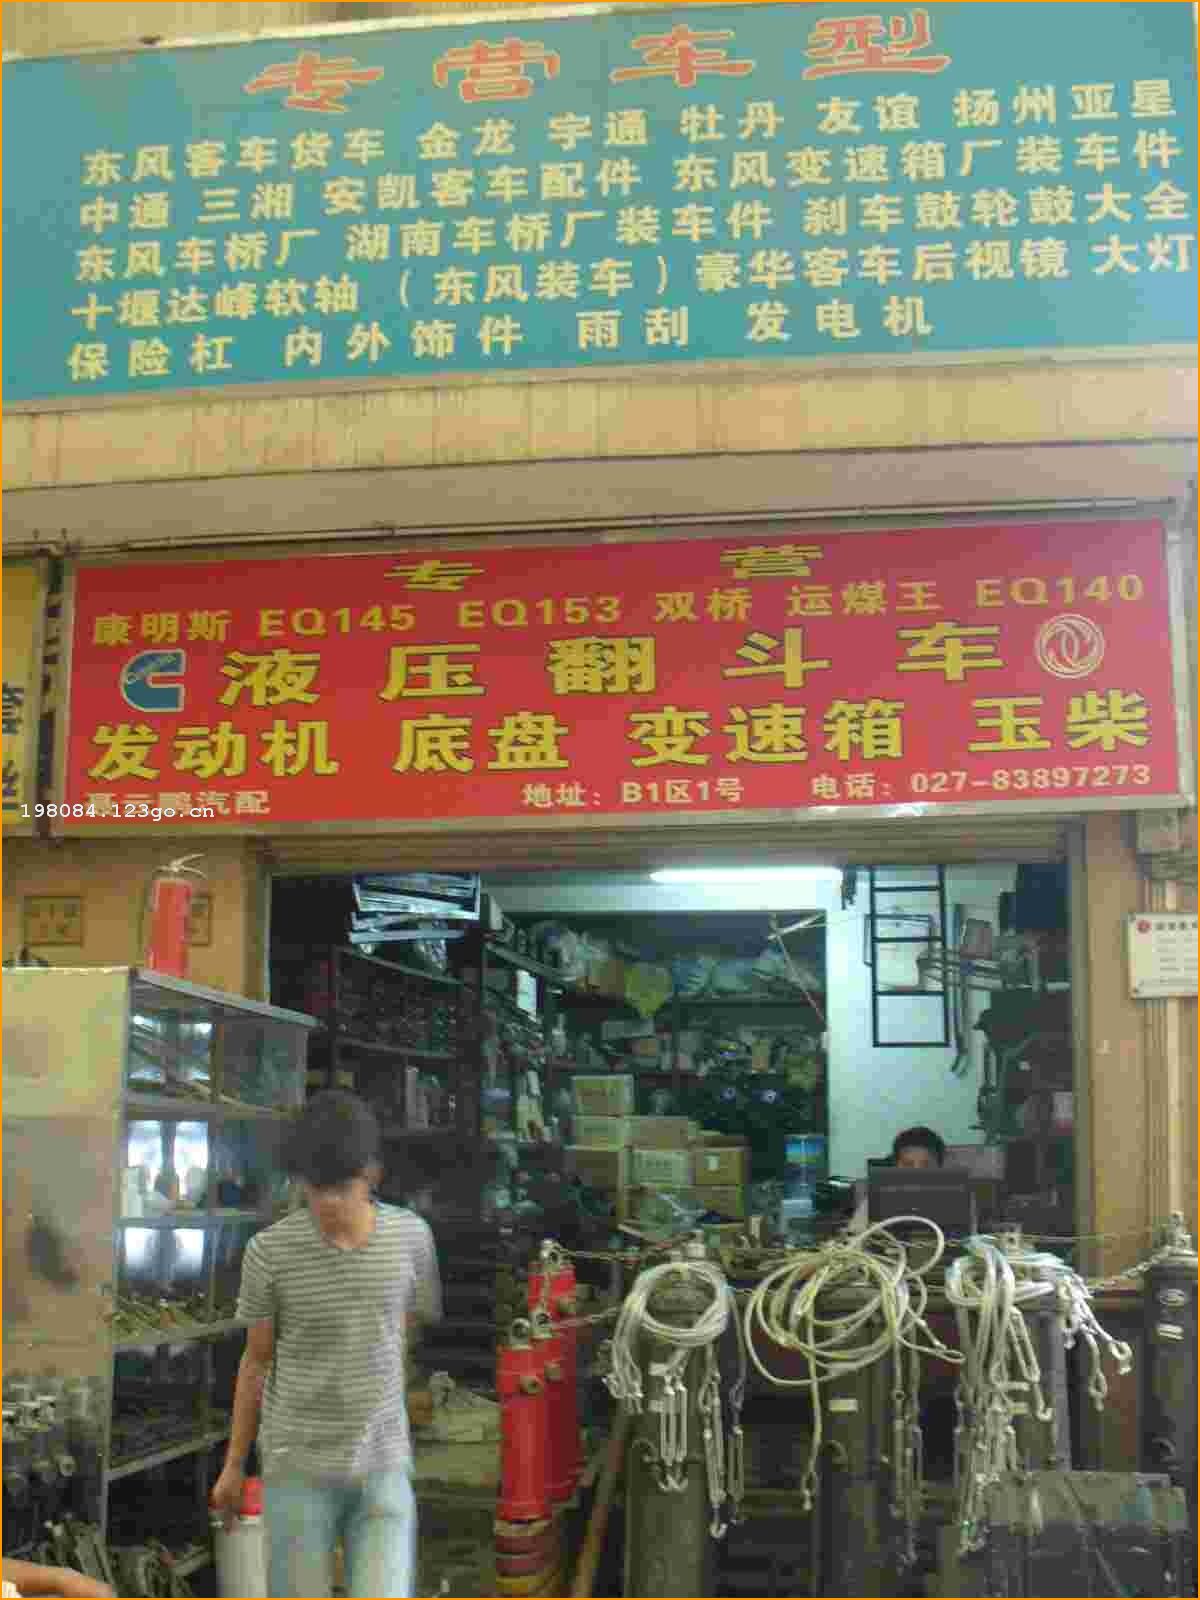 专营车型
东风客车货车 金龙 宇通 牡丹 友谊 扬州亚星
中通 三湘 安凯客车配件 东风变速箱厂装车件
东风车桥厂 湖南车桥厂装车件 刹车鼓轮鼓大全
十堰达峰软轴 （东风装车）豪华客车后视镜 大灯
保险杠 内外饰件 雨刮 发电机
专营
康明斯 EQ145 EQ153 双桥 运煤王 EQ140
液压翻斗车
发动机 底盘 变速箱 玉柴
汽配 地址：B1区1号 电话：027-83897273
198084.123go.cn